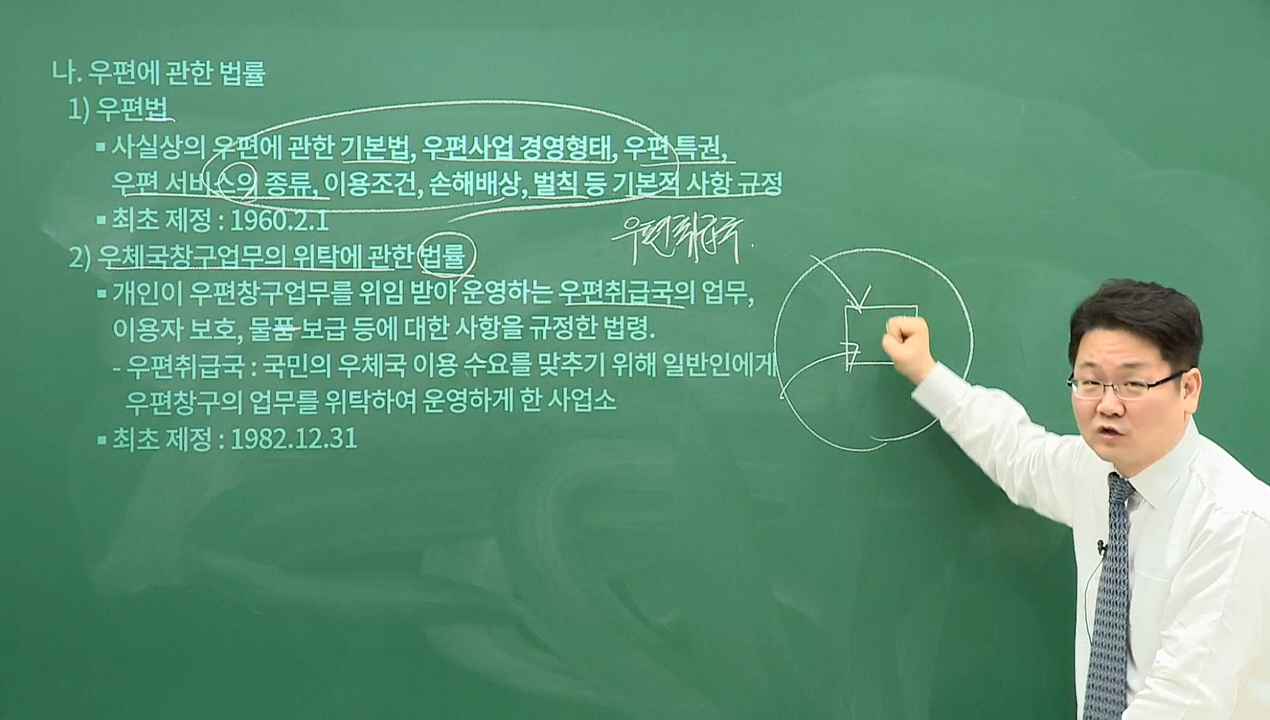 나. 우편에 관한 법률
1) 우편법
▪ 사실상의 우편에 관한 기본법, 우편사업 경영형태, 우편 특권,
우편 서비스의 종류, 이용조건, 손해배상, 벌칙 등 기본적 사항 규정
▪ 최초 제정 : 1960.2.1
우편취급국.
2) 우체국창구업무의 위탁에 관한 법률
▪ 개인이 우편창구업무를 위임 받아 운영하는 우편취급국의 업무,
이용자 보호, 물품 보급 등에 대한 사항을 규정한 법령.
- 우편취급국 : 국민의 우체국 이용 수요를 맞추기 위해 일반인에게
우편창구의 업무를 위탁하여 운영하게 한 사업소
▪ 최초 제정 : 1982.12.31